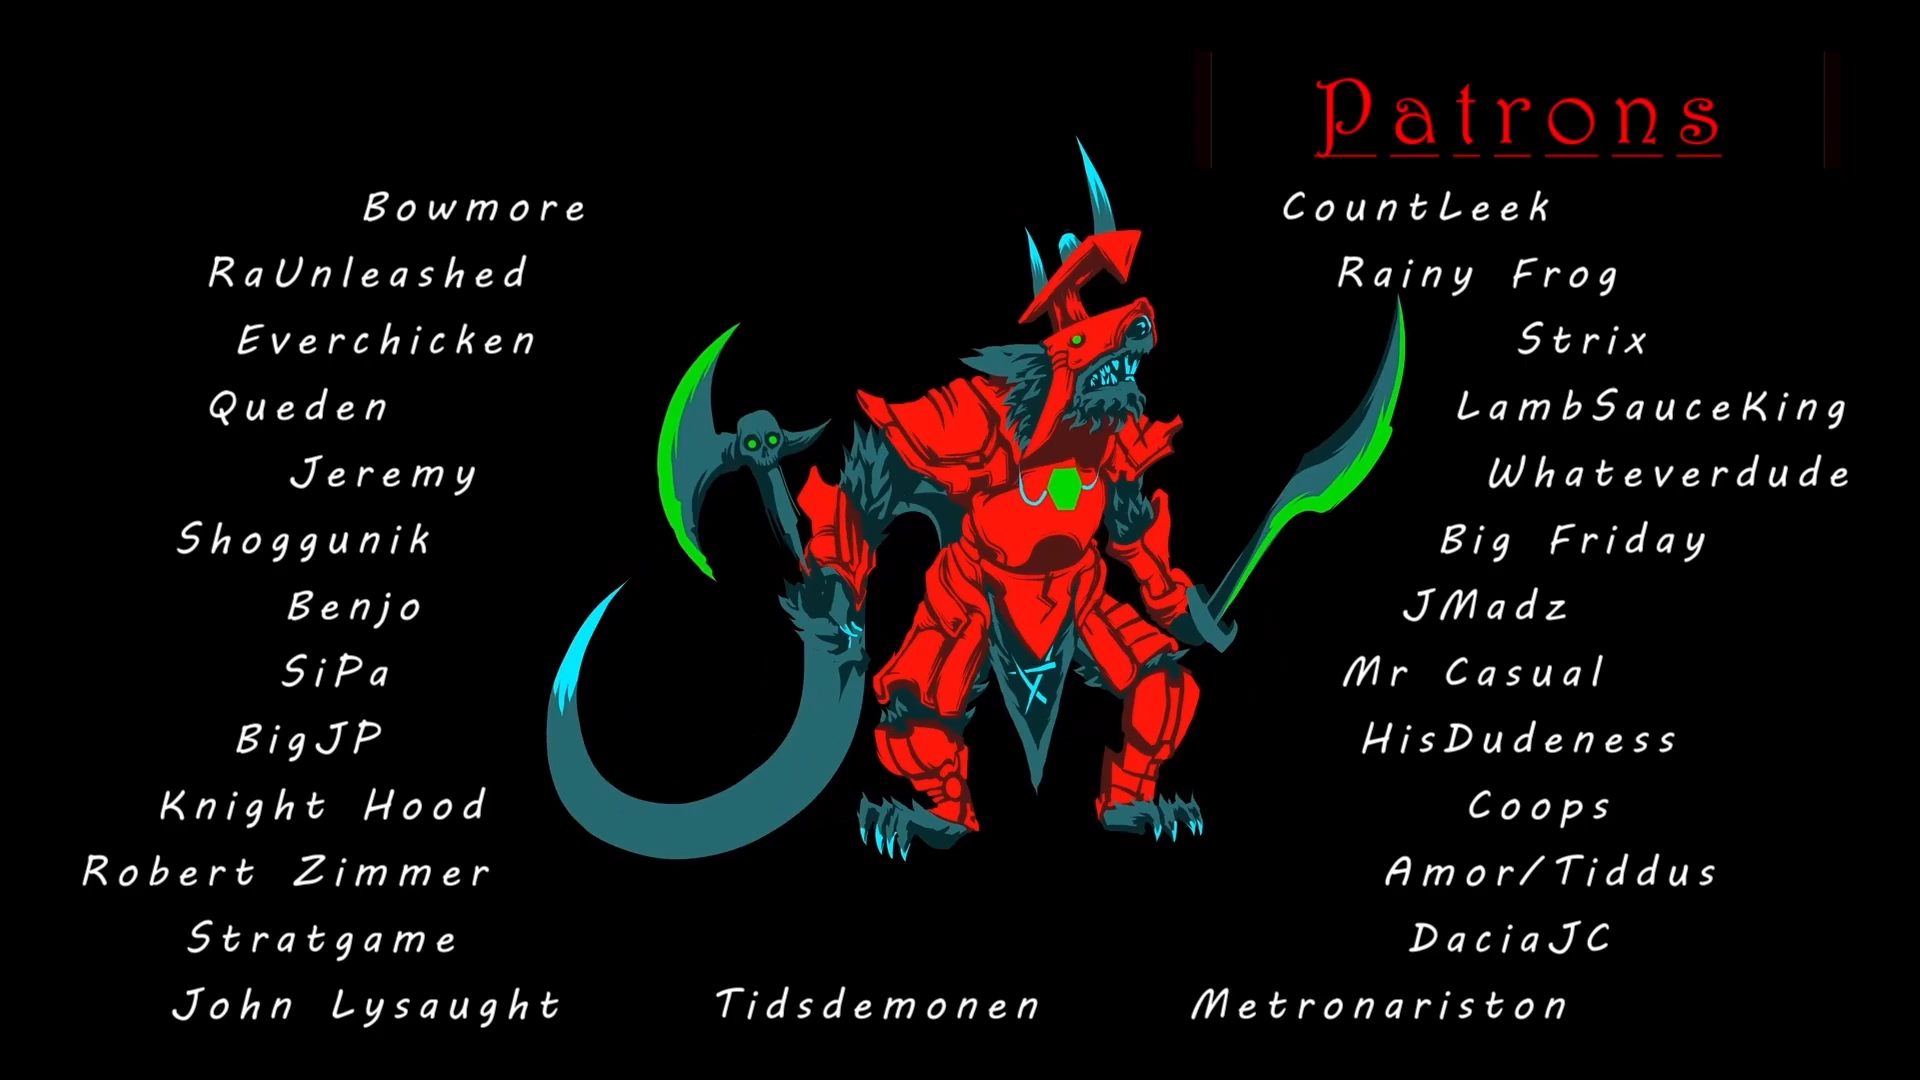 Patrons
Bowmore
CountLeek
RaUnleashed
Rainy Frog
Everchicken
Strix
Queden
LambSauceKing
Jeremy
Whateverdude
Shoggunik
Big Friday
Benjo
JMadz
SiPa
Mr Casual
BigJP
HisDudeness
Knight Hood
Coops
Robert Zimmer
Amor/Tiddus
Stratgame
DaciaJC
John Lysaught
Tidsdemonen
Metronariston